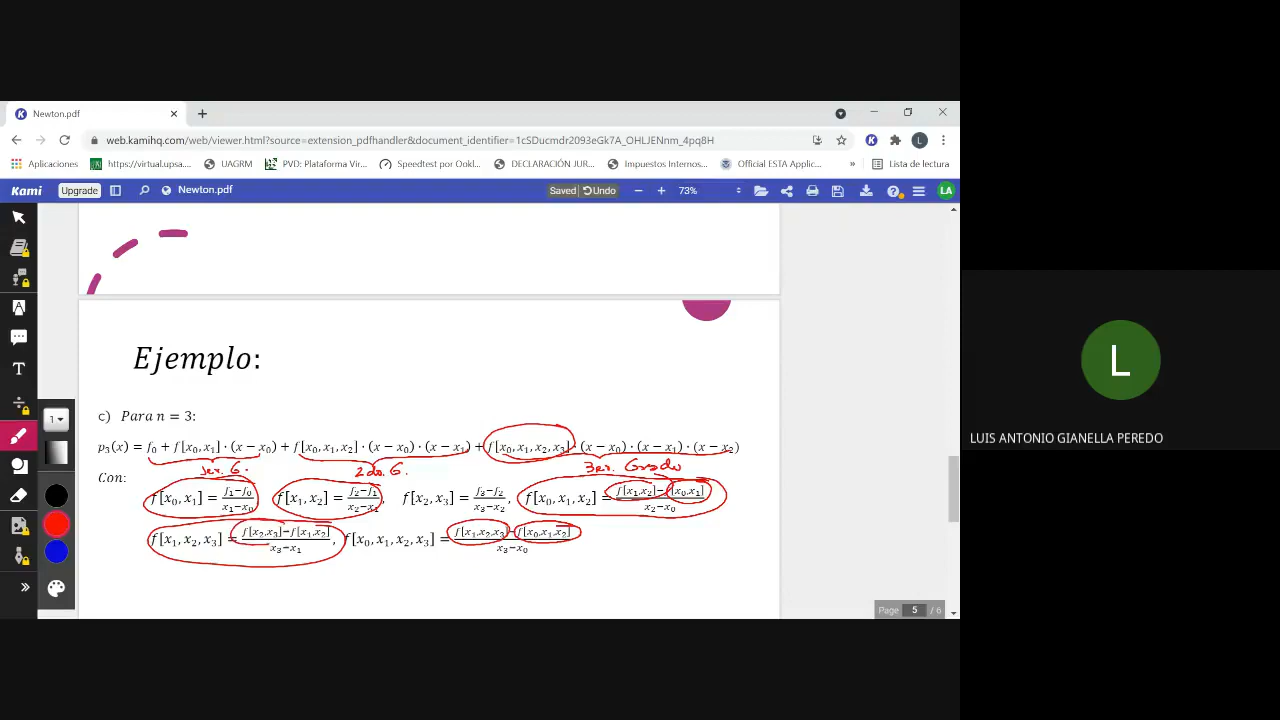 Newton.pdf
web.kamihq.com/web/viewer.html?source=extension_pdfhandler&document_identifier=1cSDucmdr2093eGk7A_OHLJENnm_4pq8H
Aplicaciones https://virtual.upsa.... UAGRM PVD: Plataforma Vir... Speedtest por Ookl... DECLARACIÓN JUR... Impuestos Internos... Official ESTA Applic... » Lista de lectura
Kami Upgrade Newton.pdf Saved Undo 73% LA
Ejemplo:
c) Para n = 3:
p₃(x) = f₀ + f[x₀, x₁] · (x − x₀) + f[x₀, x₁, x₂] · (x − x₀) · (x − x₁) + f[x₀, x₁, x₂, x₃] · (x − x₀) · (x − x₁) · (x − x₂)
1er. G. 2do. G. 3er. Grado
Con:
f[x₀, x₁] = (f₁−f₀)/(x₁−x₀) f[x₁, x₂] = (f₂−f₁)/(x₂−x₁), f[x₂, x₃] = (f₃−f₂)/(x₃−x₂), f[x₀, x₁, x₂] = (f[x₁,x₂]−f[x₀,x₁])/(x₂−x₀)
f[x₁, x₂, x₃] = (f[x₂,x₃]−f[x₁,x₂])/(x₃−x₁), f[x₀, x₁, x₂, x₃] = (f[x₁,x₂,x₃]−f[x₀,x₁,x₂])/(x₃−x₀)
Page 5 / 6
L
LUIS ANTONIO GIANELLA PEREDO